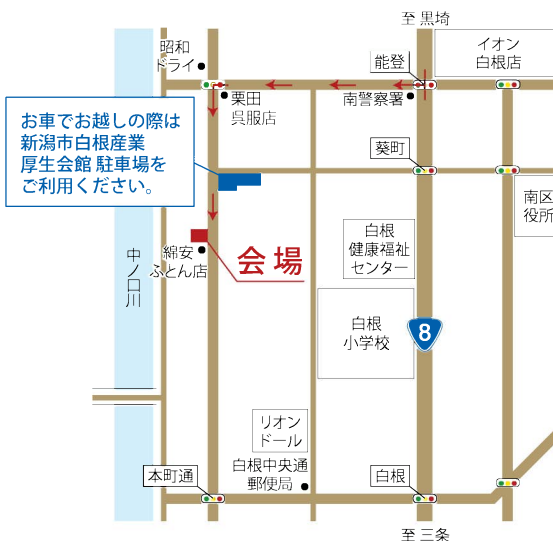 至 黒埼
昭和
ドライ
能登
イオン
白根店
栗田
呉服店
南警察署
お車でお越しの際は
新潟市白根産業
厚生会館 駐車場を
ご利用ください。
葵町
南区
役所
白根
健康福祉
センター
綿安
ふとん店
会場
中ノ口川
白根
小学校
8
リオン
ドール
本町通
白根中央通
郵便局
白根
至 三条